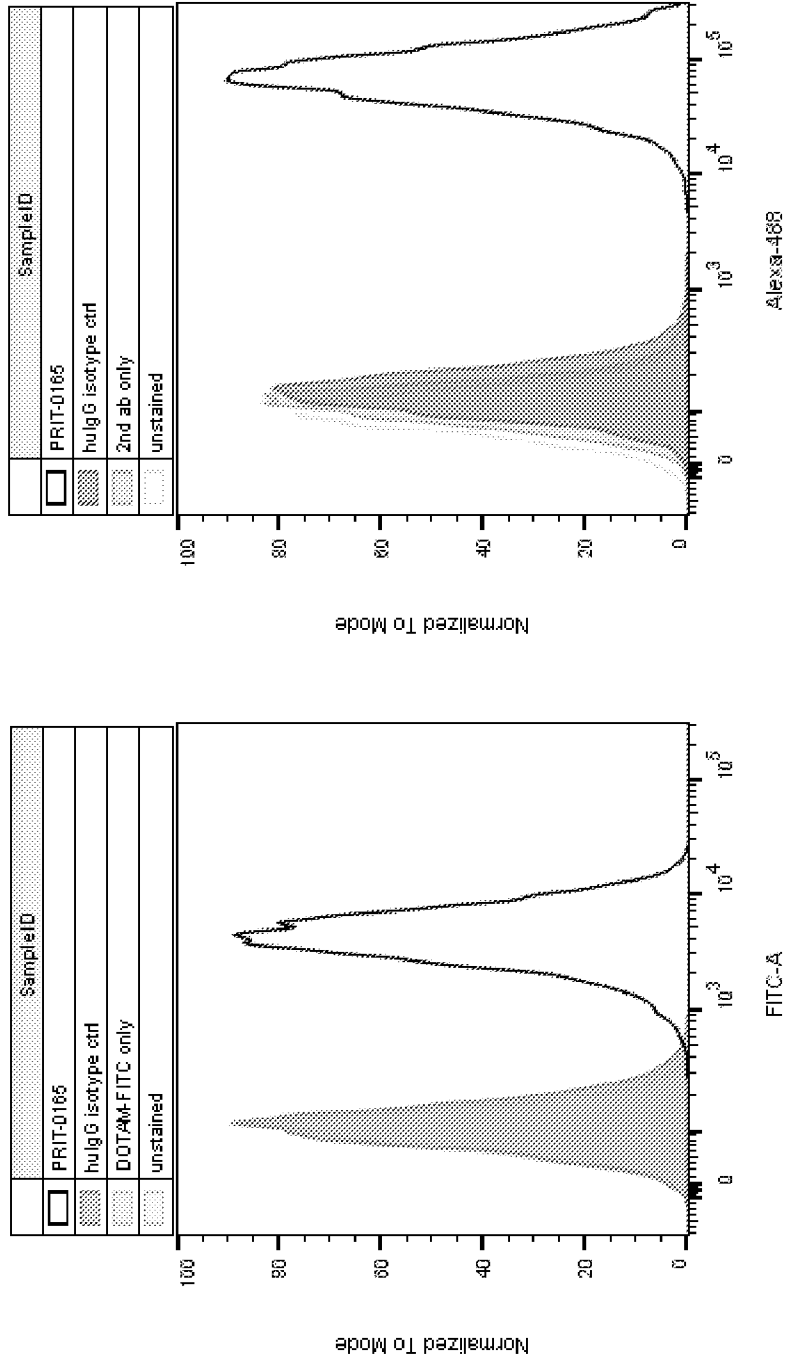 SampleID
PRIT-0165
huIgG isotype ctrl
DOTAM-FITC only
unstained
Normalized To Mode
100
80
60
40
20
0
0
10^3
10^4
10^5
FITC-A
SampleID
PRIT-0165
huIgG isotype ctrl
2nd ab only
unstained
Normalized To Mode
100
80
60
40
20
0
0
10^3
10^4
10^5
Alexa-488